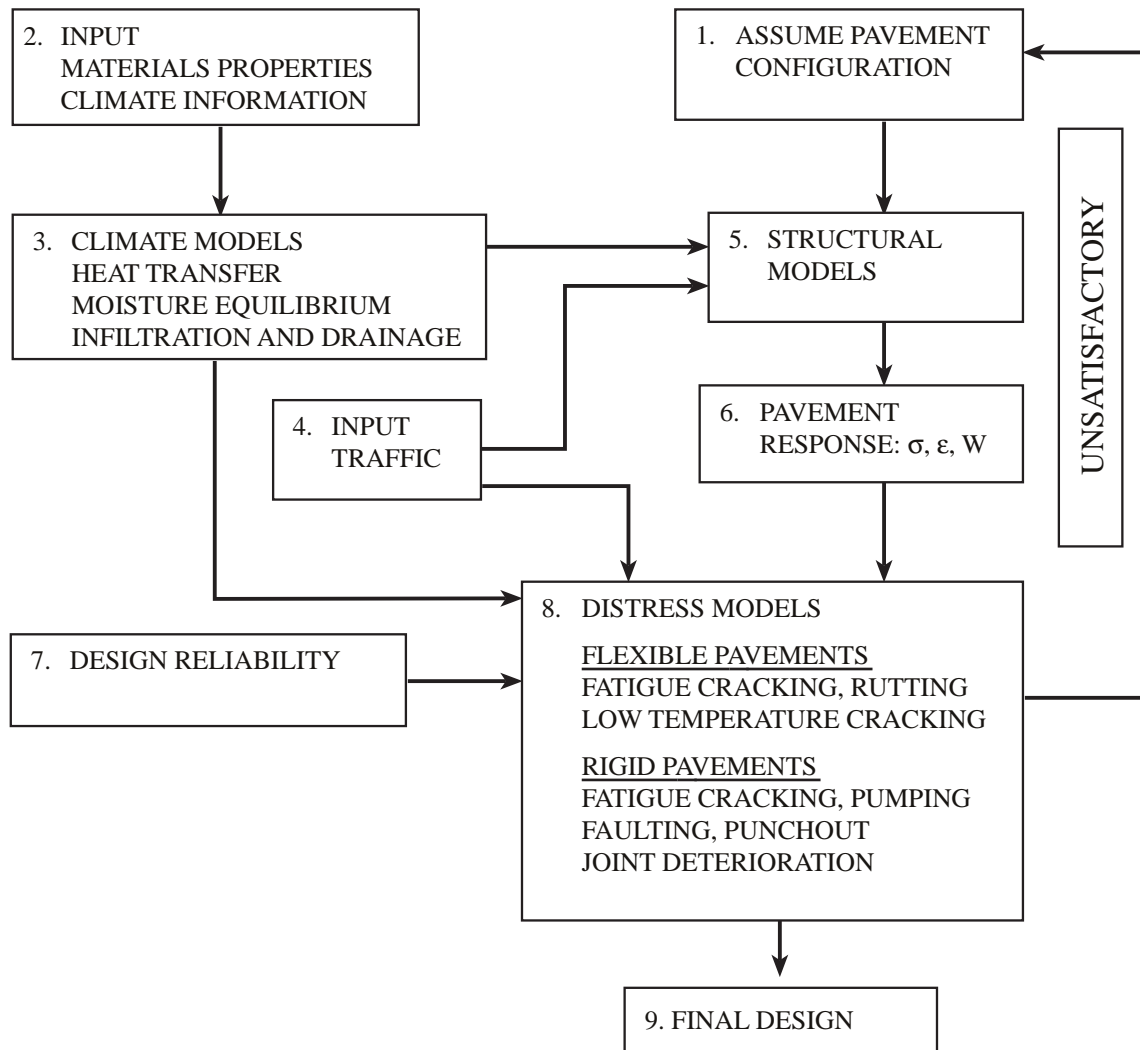 2. INPUT
MATERIALS PROPERTIES
CLIMATE INFORMATION
1. ASSUME PAVEMENT
CONFIGURATION
3. CLIMATE MODELS
HEAT TRANSFER
MOISTURE EQUILIBRIUM
INFILTRATION AND DRAINAGE
5. STRUCTURAL
MODELS
UNSATISFACTORY
4. INPUT
TRAFFIC
6. PAVEMENT
RESPONSE: σ, ε, W
7. DESIGN RELIABILITY
8. DISTRESS MODELS
FLEXIBLE PAVEMENTS
FATIGUE CRACKING, RUTTING
LOW TEMPERATURE CRACKING
RIGID PAVEMENTS
FATIGUE CRACKING, PUMPING
FAULTING, PUNCHOUT
JOINT DETERIORATION
9. FINAL DESIGN